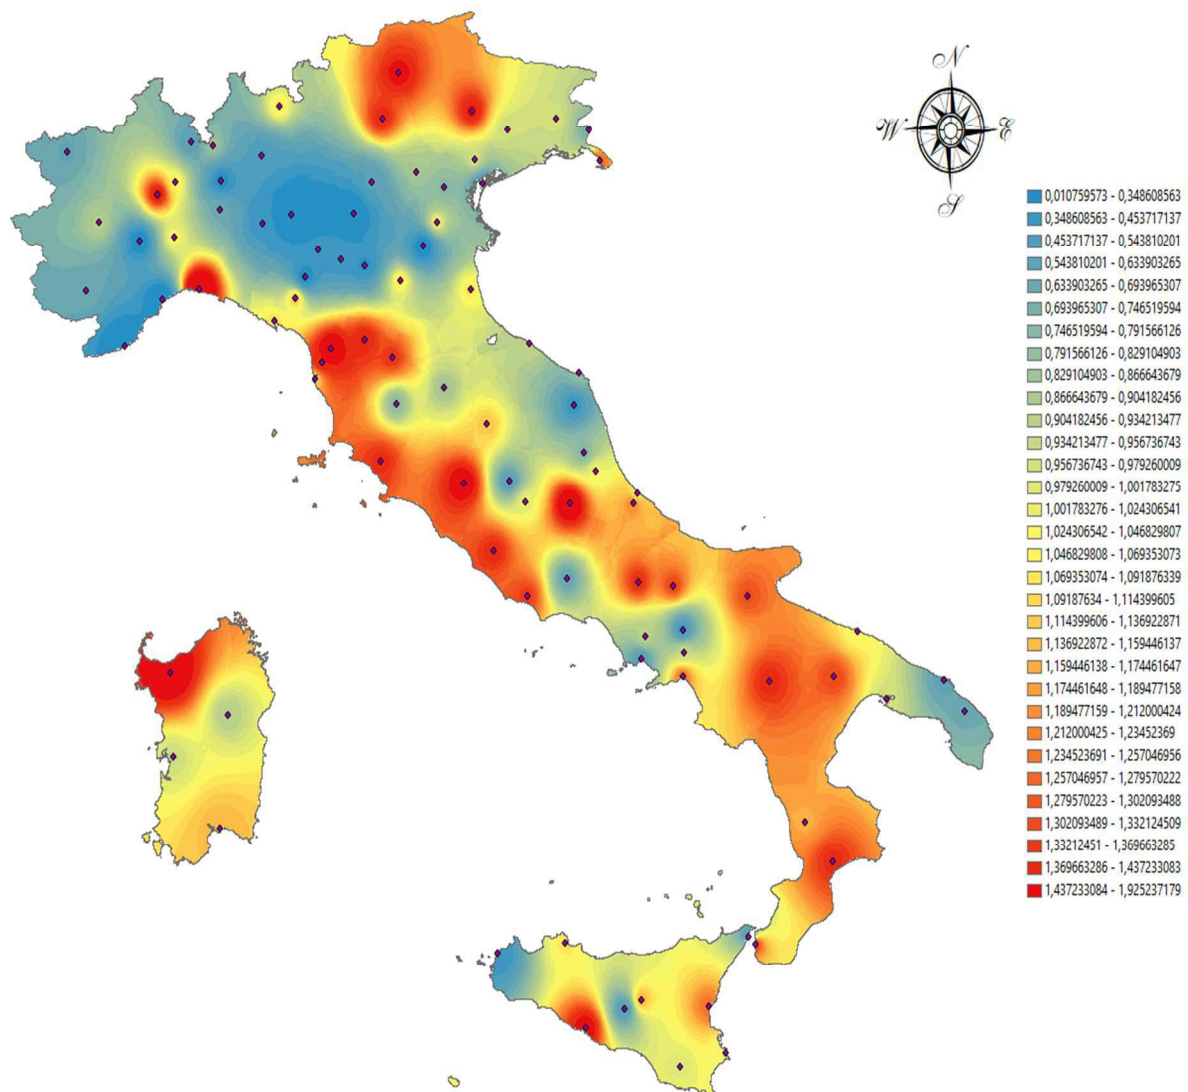 N
W E
S
0,010759573 - 0,348608563
0,348608563 - 0,453717137
0,453717137 - 0,543810201
0,543810201 - 0,633903265
0,633903265 - 0,693965307
0,693965307 - 0,746519594
0,746519594 - 0,791566126
0,791566126 - 0,829104903
0,829104903 - 0,866643679
0,866643679 - 0,904182456
0,904182456 - 0,934213477
0,934213477 - 0,956736743
0,956736743 - 0,979260009
0,979260009 - 1,001783275
1,001783276 - 1,024306541
1,024306542 - 1,046829807
1,046829808 - 1,069353073
1,069353074 - 1,091876339
1,09187634 - 1,114399605
1,114399606 - 1,136922871
1,136922872 - 1,159446137
1,159446138 - 1,174461647
1,174461648 - 1,189477158
1,189477159 - 1,212000424
1,212000425 - 1,23452369
1,234523691 - 1,257046956
1,257046957 - 1,279570222
1,279570223 - 1,302093488
1,302093489 - 1,332124509
1,33212451 - 1,369663285
1,369663286 - 1,437233083
1,437233084 - 1,925237179